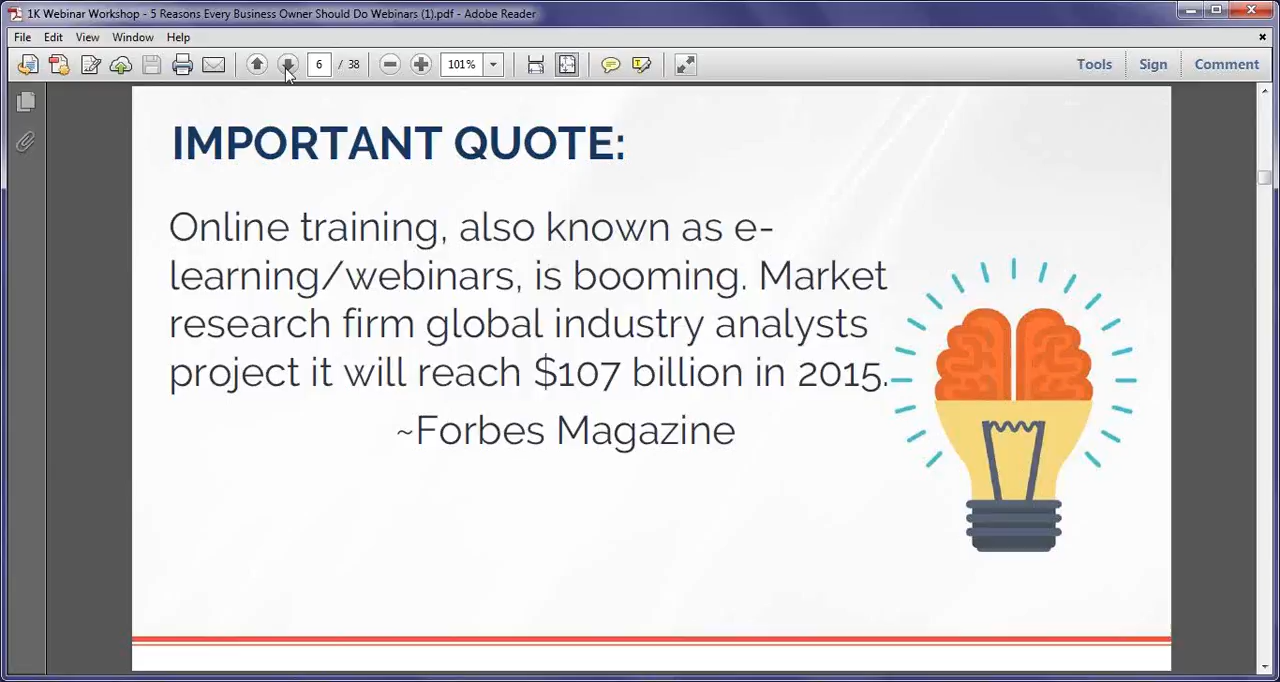 1K Webinar Workshop - 5 Reasons Every Business Owner Should Do Webinars (1).pdf - Adobe Reader
File Edit View Window Help
6 / 38 101% Tools Sign Comment
IMPORTANT QUOTE:
Online training, also known as e-
learning/webinars, is booming. Market
research firm global industry analysts
project it will reach $107 billion in 2015.
~Forbes Magazine